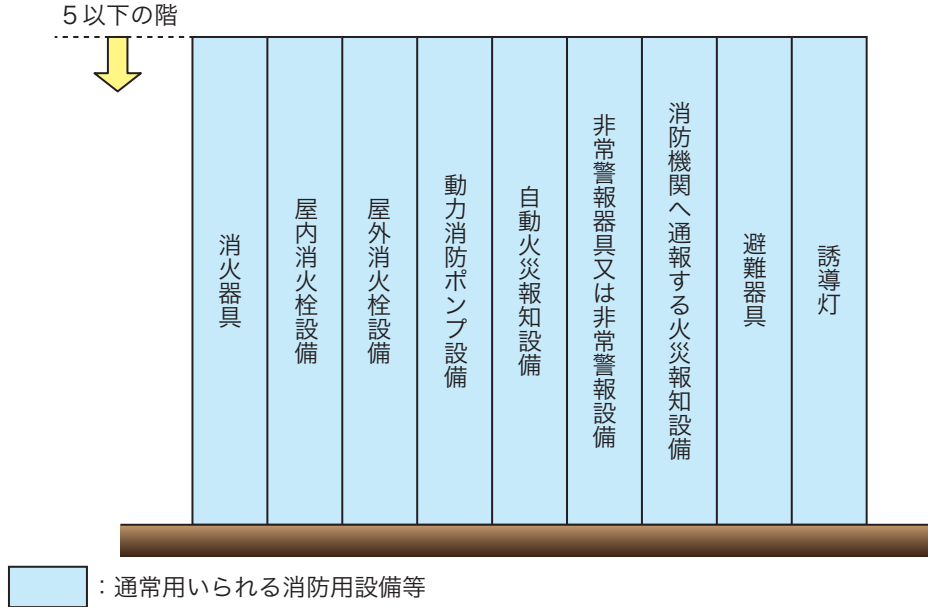 5以下の階
消火器具
屋内消火栓設備
屋外消火栓設備
動力消防ポンプ設備
自動火災報知設備
非常警報器具又は非常警報設備
消防機関へ通報する火災報知設備
避難器具
誘導灯
：通常用いられる消防用設備等